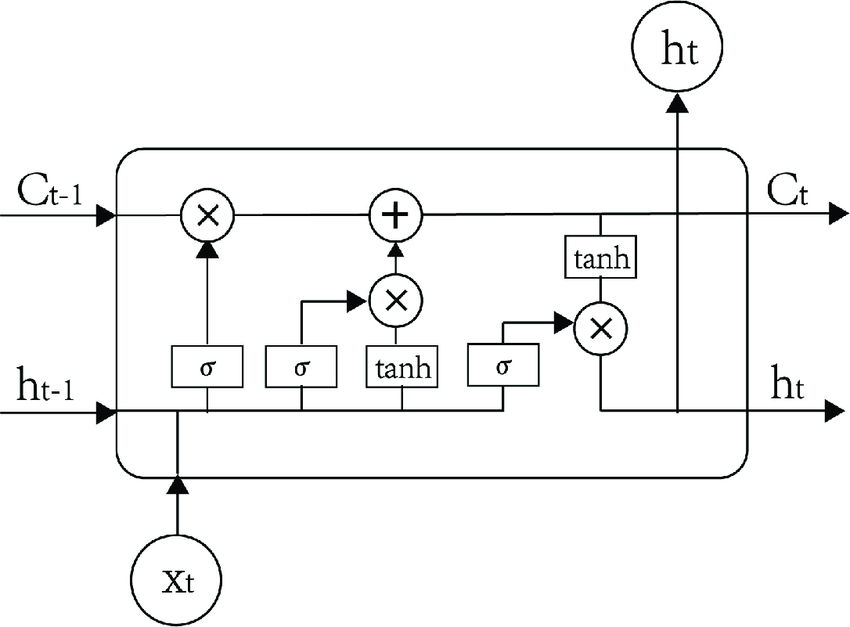 ht
Ct-1
×
+
Ct
tanh
×
×
σ
σ
tanh
σ
ht-1
ht
xt